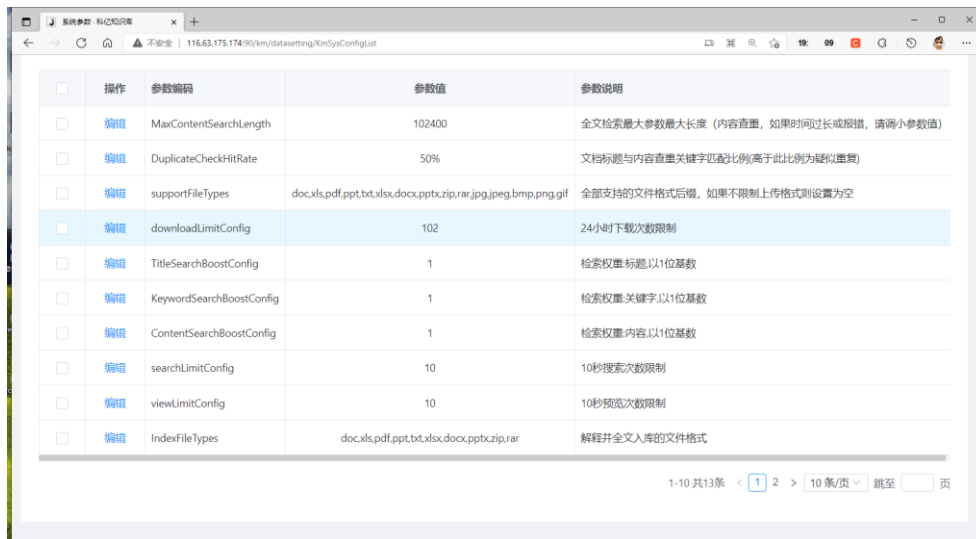 系统参数 - 科亿知识库
不安全 | 116.63.175.174:90/km/datasetting/KmSysConfigList
19: 09
操作 参数编码 参数值 参数说明
编辑 MaxContentSearchLength 102400 全文检索最大参数最大长度（内容查重，如果时间过长或报错，请调小参数值）
编辑 DuplicateCheckHitRate 50% 文档标题与内容查重关键字匹配比例(高于此比例为疑似重复)
编辑 supportFileTypes doc,xls,pdf,ppt,txt,xlsx,docx,pptx,zip,rar,jpg,jpeg,bmp,png,gif 全部支持的文件格式后缀，如果不限制上传格式则设置为空
编辑 downloadLimitConfig 102 24小时下载次数限制
编辑 TitleSearchBoostConfig 1 检索权重:标题,以1位基数
编辑 KeywordSearchBoostConfig 1 检索权重:关键字,以1位基数
编辑 ContentSearchBoostConfig 1 检索权重:内容,以1位基数
编辑 searchLimitConfig 10 10秒搜索次数限制
编辑 viewLimitConfig 10 10秒预览次数限制
编辑 IndexFileTypes doc,xls,pdf,ppt,txt,xlsx,docx,pptx,zip,rar 解释并全文入库的文件格式
1-10 共13条 < 1 2 > 10 条/页 跳至 页